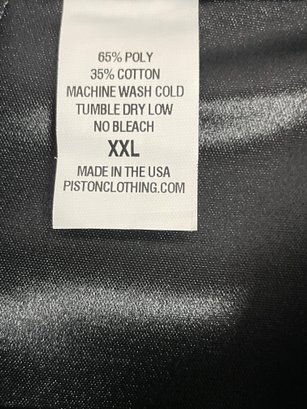 65% POLY
35% COTTON
MACHINE WASH COLD
TUMBLE DRY LOW
NO BLEACH
XXL
MADE IN THE USA
PISTONCLOTHING.COM